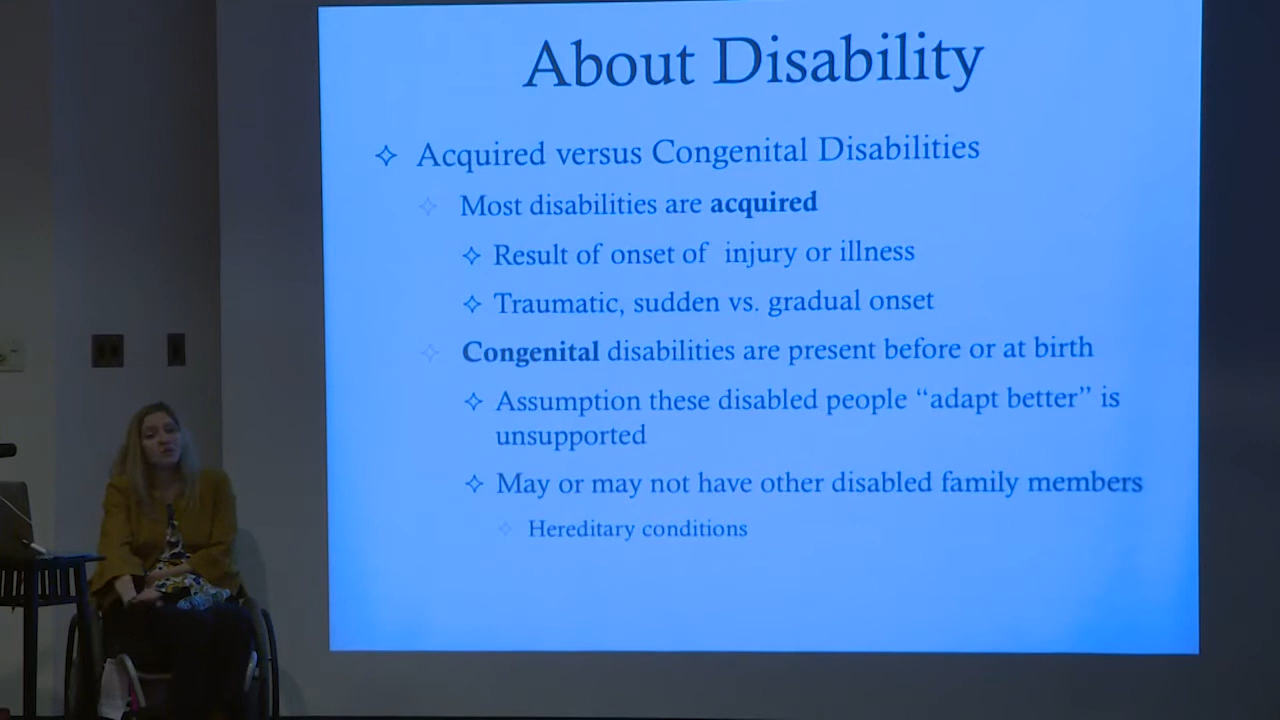 About Disability
Acquired versus Congenital Disabilities
Most disabilities are acquired
Result of onset of injury or illness
Traumatic, sudden vs. gradual onset
Congenital disabilities are present before or at birth
Assumption these disabled people “adapt better” is
unsupported
May or may not have other disabled family members
Hereditary conditions